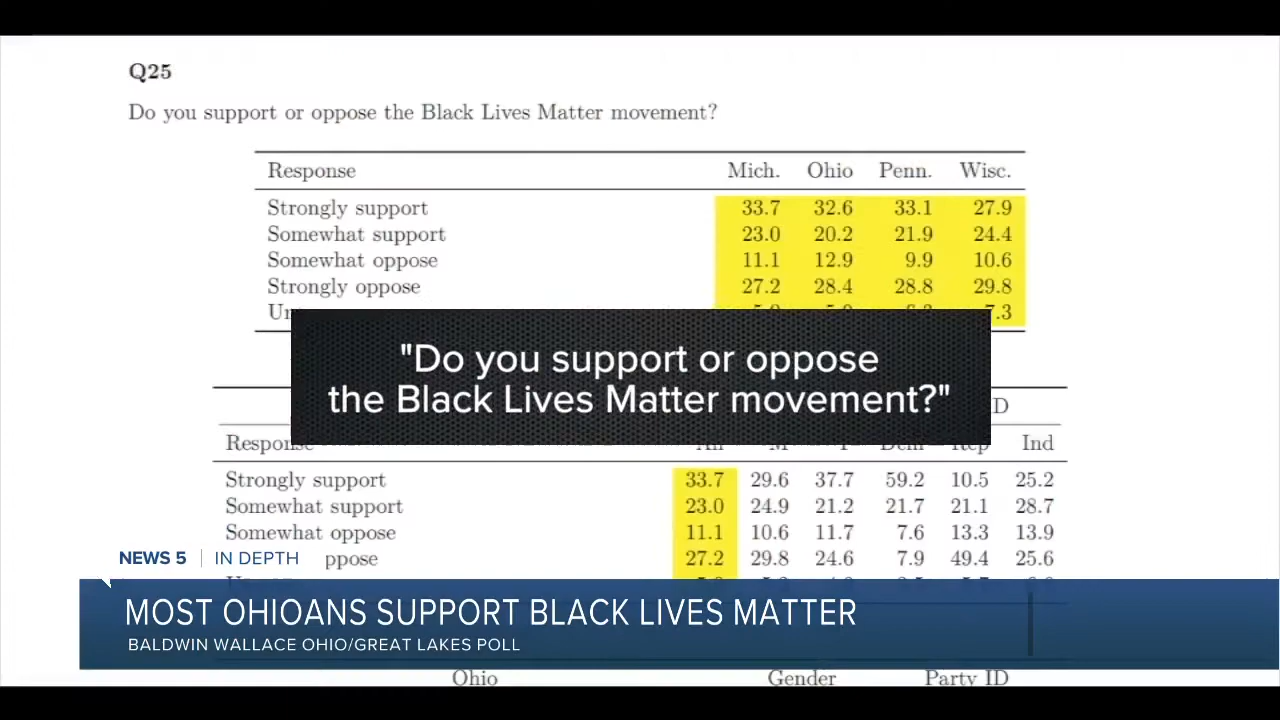 Q25
Do you support or oppose the Black Lives Matter movement?
Response Mich. Ohio Penn. Wisc.
Strongly support 33.7 32.6 33.1 27.9
Somewhat support 23.0 20.2 21.9 24.4
Somewhat oppose 11.1 12.9 9.9 10.6
Strongly oppose 27.2 28.4 28.8 29.8
7.3
"Do you support or oppose
the Black Lives Matter movement?"
Response Ind
Strongly support 33.7 29.6 37.7 59.2 10.5 25.2
Somewhat support 23.0 24.9 21.2 21.7 21.1 28.7
Somewhat oppose 11.1 10.6 11.7 7.6 13.3 13.9
ppose 27.2 29.8 24.6 7.9 49.4 25.6
NEWS 5 | IN DEPTH
MOST OHIOANS SUPPORT BLACK LIVES MATTER
BALDWIN WALLACE OHIO/GREAT LAKES POLL
Ohio Gender Party ID